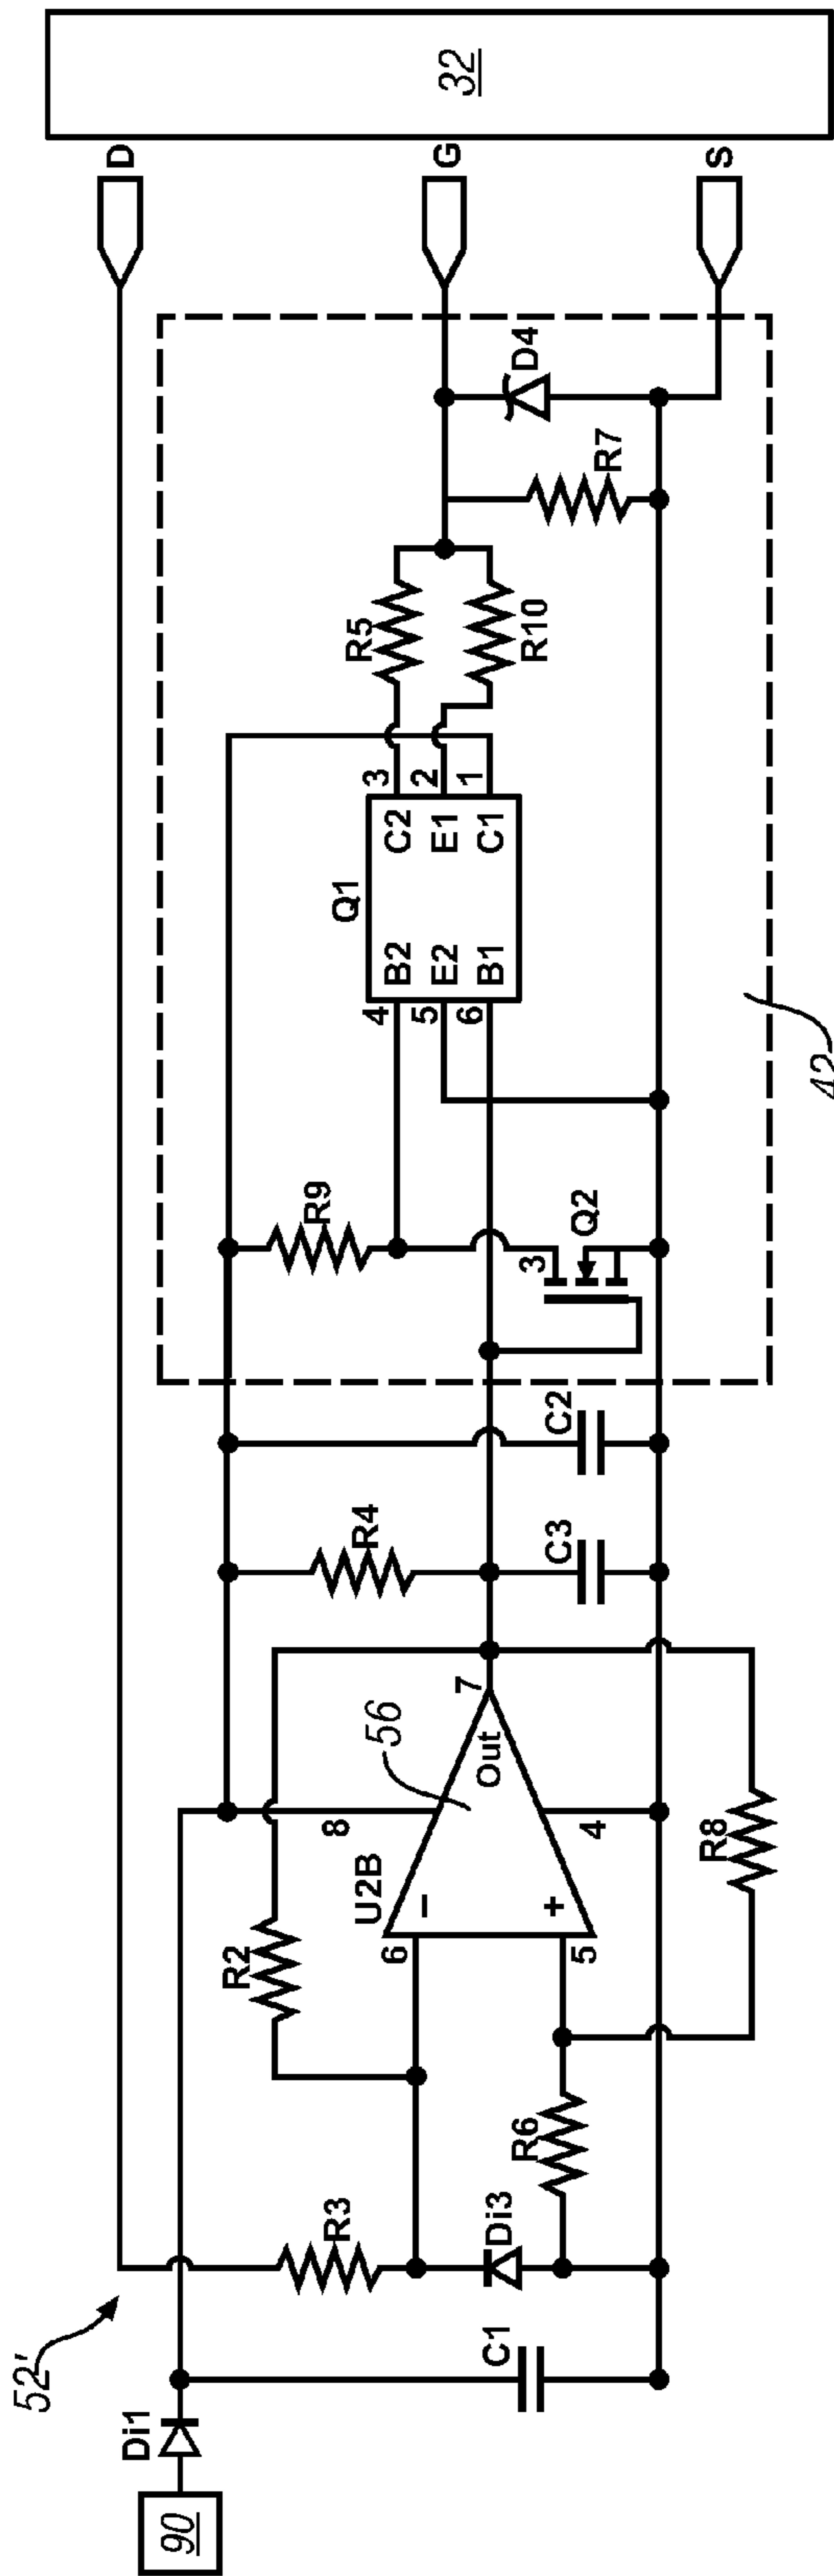 52'
90
Di1
C1
R3
Di3
R6
R2
6
5
U2B
−
+
8
4
56
Out
7
R8
R4
C3
C2
R9
3
Q2
42
Q1
4
5
6
B2
E2
B1
C2
E1
C1
3
2
1
R5
R10
R7
D4
D
G
S
32